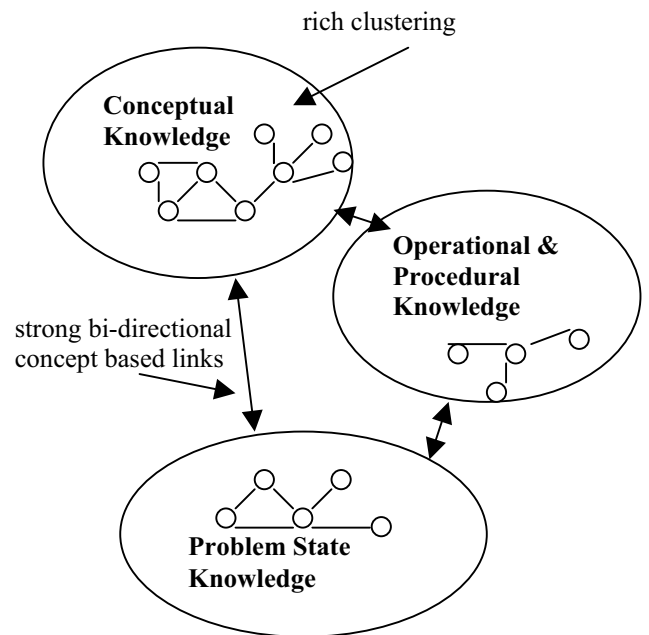 rich clustering
Conceptual
Knowledge
Operational &
Procedural
Knowledge
strong bi-directional
concept based links
Problem State
Knowledge